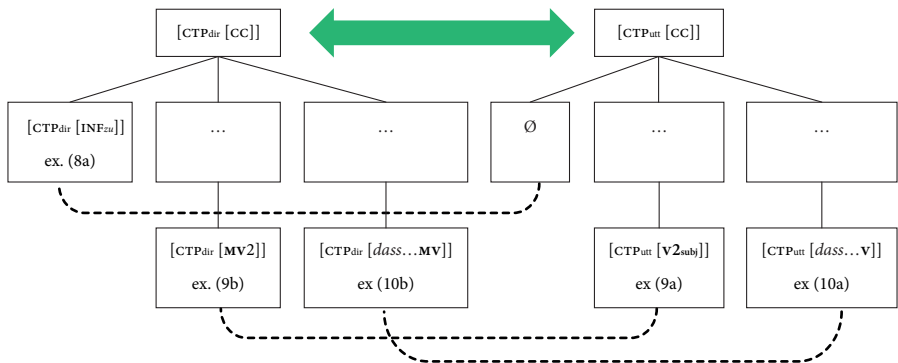 [CTPdir [CC]]
[CTPutt [CC]]
[CTPdir [INFzu]]
ex. (8a)
…
…
Ø
…
…
[CTPdir [MV2]]
ex. (9b)
[CTPdir [dass…MV]]
ex (10b)
[CTPutt [V2subj]]
ex (9a)
[CTPutt [dass…V]]
ex (10a)